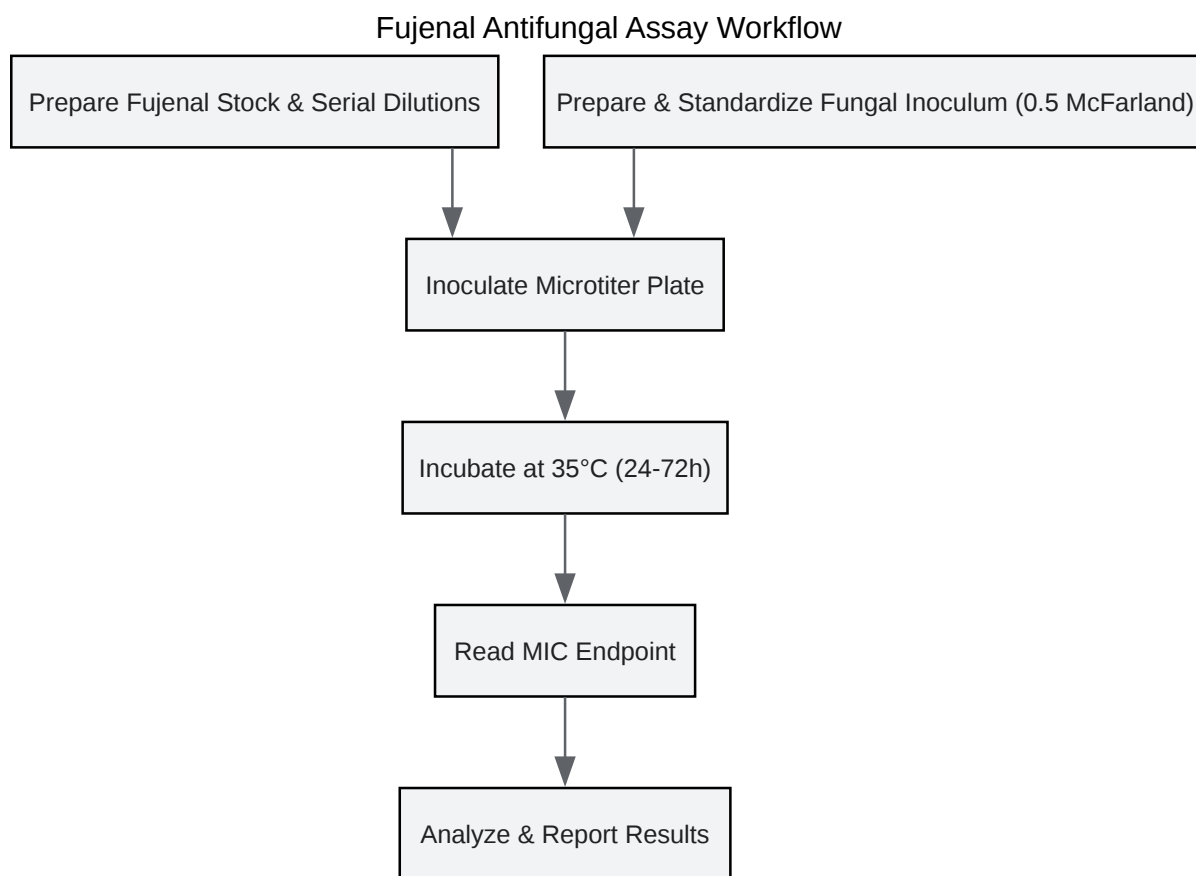 Fujenal Antifungal Assay Workflow
Prepare Fujenal Stock & Serial Dilutions
Prepare & Standardize Fungal Inoculum (0.5 McFarland)
Inoculate Microtiter Plate
Incubate at 35°C (24-72h)
Read MIC Endpoint
Analyze & Report Results